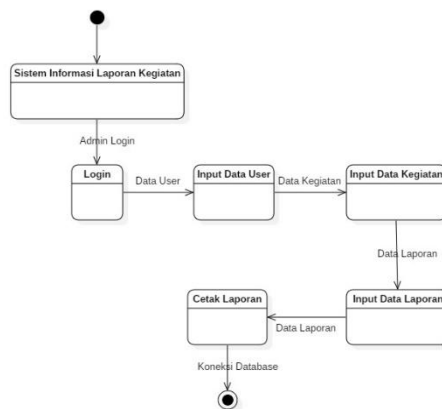 Sistem Informasi Laporan Kegiatan
Admin Login
Login
Data User
Input Data User
Data Kegiatan
Input Data Kegiatan
Data Laporan
Cetak Laporan
Data Laporan
Input Data Laporan
Koneksi Database